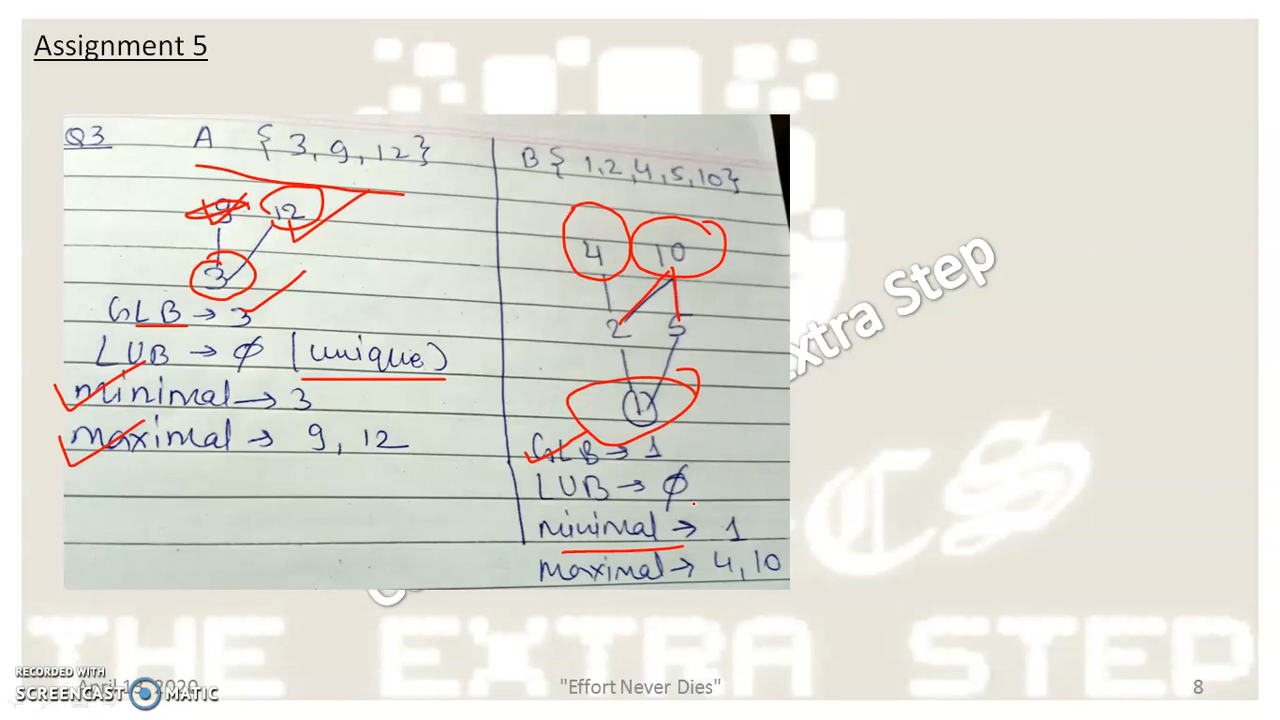 Assignment 5
Q3 A { 3, 9, 12 }
9 12
3
GLB → 3
LUB → ϕ (unique)
minimal → 3
maximal → 9, 12
B { 1, 2, 4, 5, 10 }
4 10
2 5
1
GLB → 1
LUB → ϕ
minimal → 1
maximal → 4, 10
Extra Step
CS
THE EXTRA STEP
RECORDED WITH
SCREENCAST MATIC
"Effort Never Dies"
8